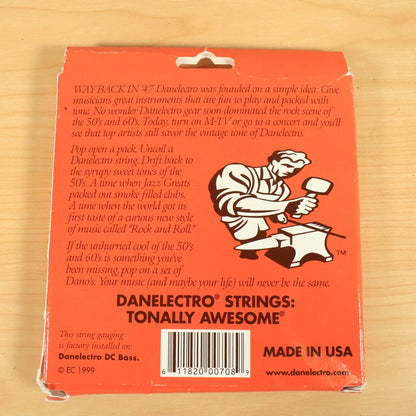 WAY BACK IN '47 Danelectro was founded on a simple idea: Give
musicians great instruments that are fun to play and packed with
tone. No wonder Danelectro gear soon dominated the rock scene of
the 50's and 60's. Today, turn on M-TV or go to a concert and you'll
see that top artists still savor the vintage tone of Danelectro.
Pop open a pack. Uncoil a
Danelectro string. Drift back to
the syrupy sweet tones of the
50's. A time when Jazz Greats
packed out smoke filled clubs.
A time when the world got its
first taste of a curious new style
of music called "Rock and Roll."
If the unhurried cool of the 50's
and 60's is something you've
been missing, pop on a set of
Dano's. Your music (and maybe your life) will never be the same.
TM
DANELECTRO® STRINGS:
TONALLY AWESOME®
This string gauging
is factory installed on:
Danelectro DC Bass.
© EC 1999
6 11820 00708 9
MADE IN USA
www.danelectro.com